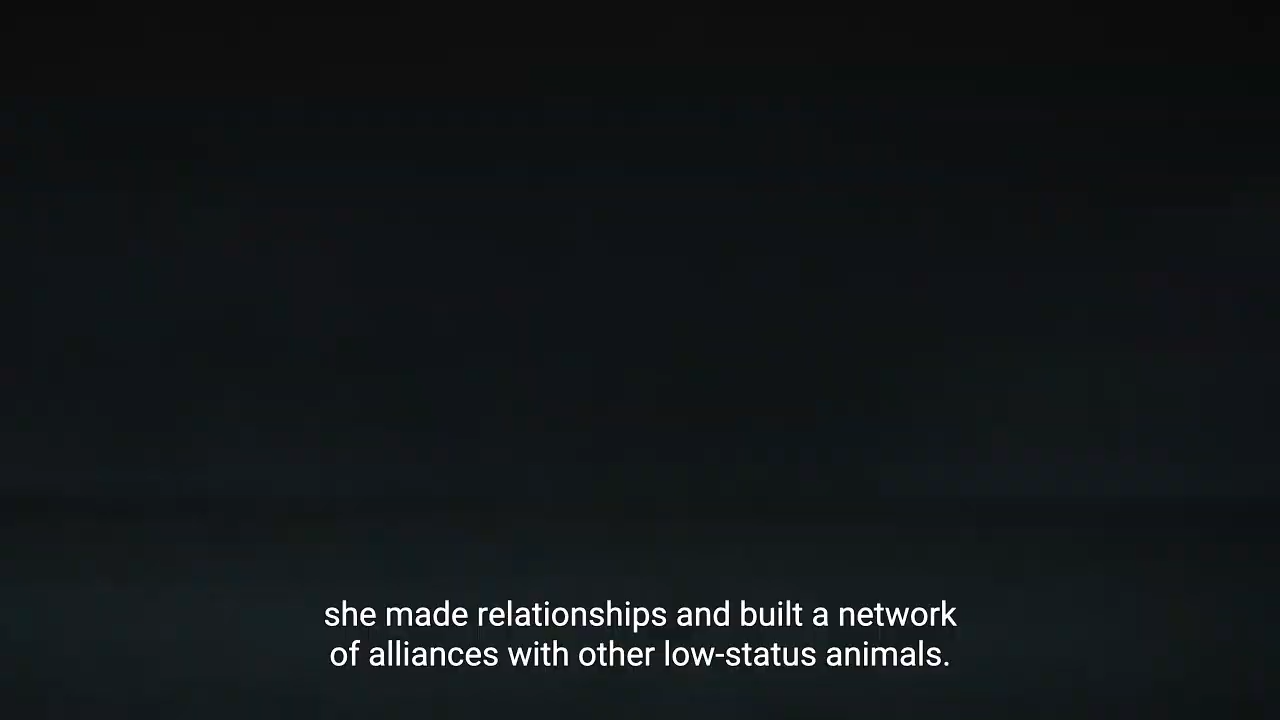 she made relationships and built a network
of alliances with other low-status animals.